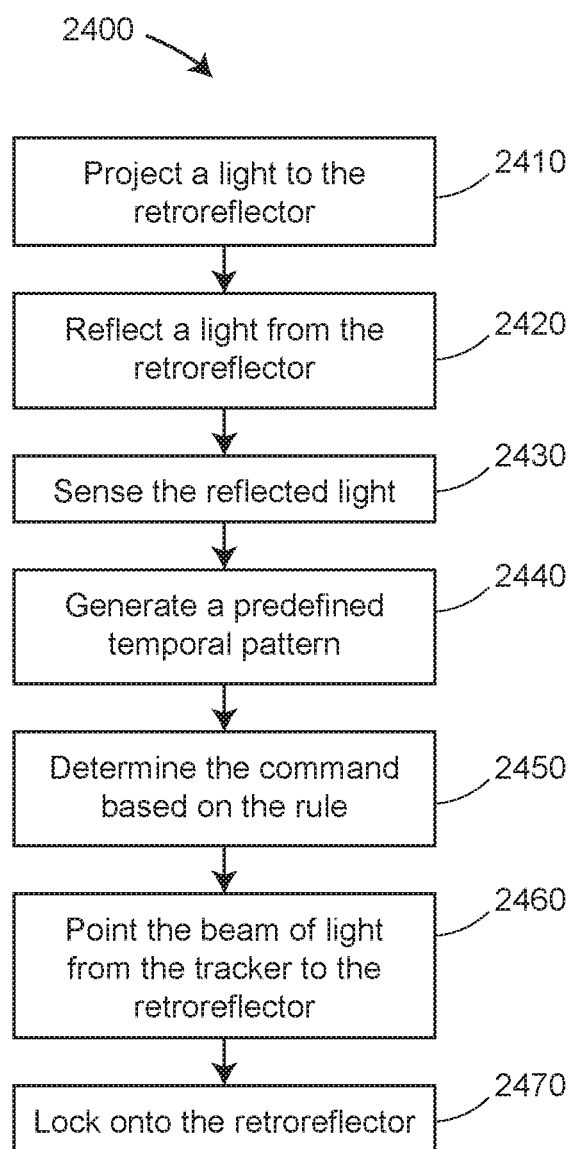 2400
Project a light to the
retroreflector
2410
Reflect a light from the
retroreflector
2420
Sense the reflected light
2430
Generate a predefined
temporal pattern
2440
Determine the command
based on the rule
2450
Point the beam of light
from the tracker to the
retroreflector
2460
Lock onto the retroreflector
2470